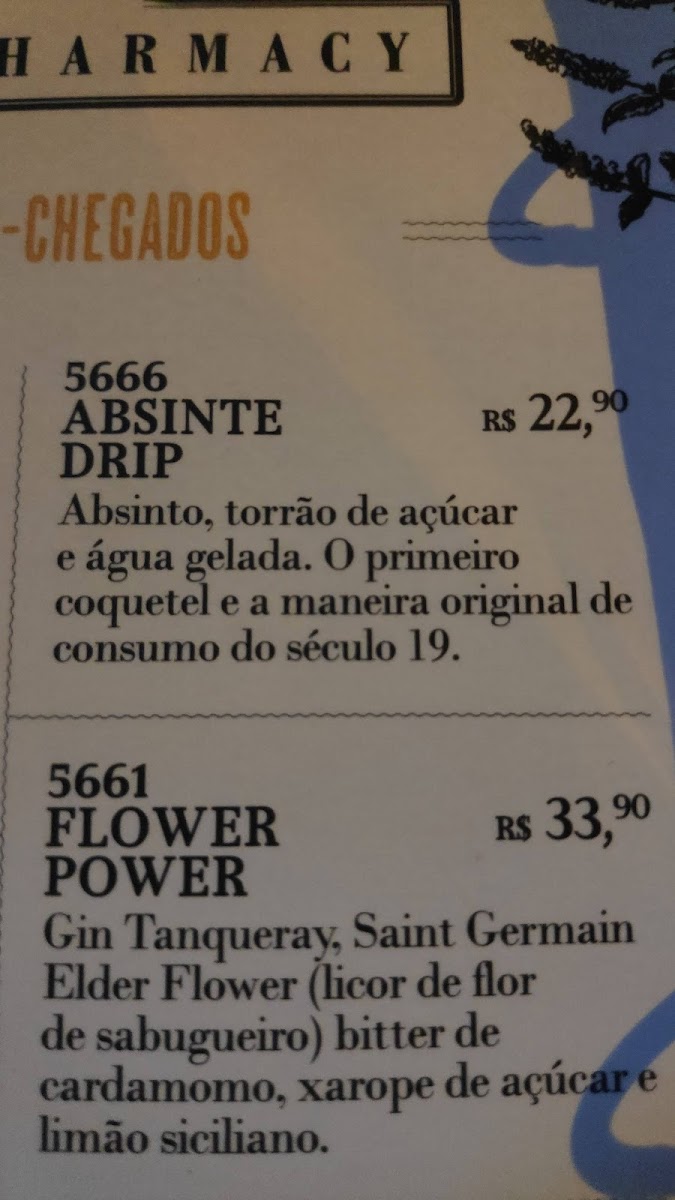 HARMACY
-CHEGADOS
5666
ABSINTE
DRIP
R$ 22,90
Absinto, torrão de açúcar
e água gelada. O primeiro
coquetel e a maneira original de
consumo do século 19.
5661
FLOWER
POWER
R$ 33,90
Gin Tanqueray, Saint Germain
Elder Flower (licor de flor
de sabugueiro) bitter de
cardamomo, xarope de açúcar e
limão siciliano.